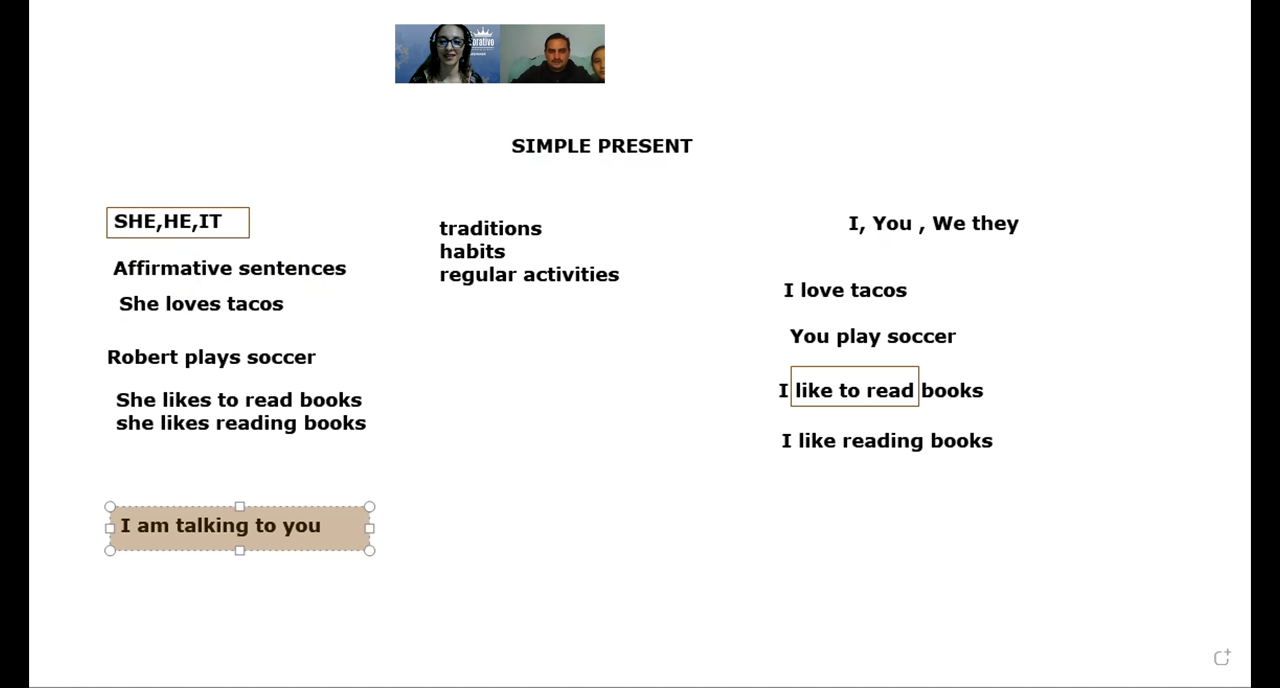 SIMPLE PRESENT
SHE,HE,IT
Affirmative sentences
She loves tacos
Robert plays soccer
She likes to read books
she likes reading books
I am talking to you
traditions
habits
regular activities
I, You , We they
I love tacos
You play soccer
I like to read books
I like reading books